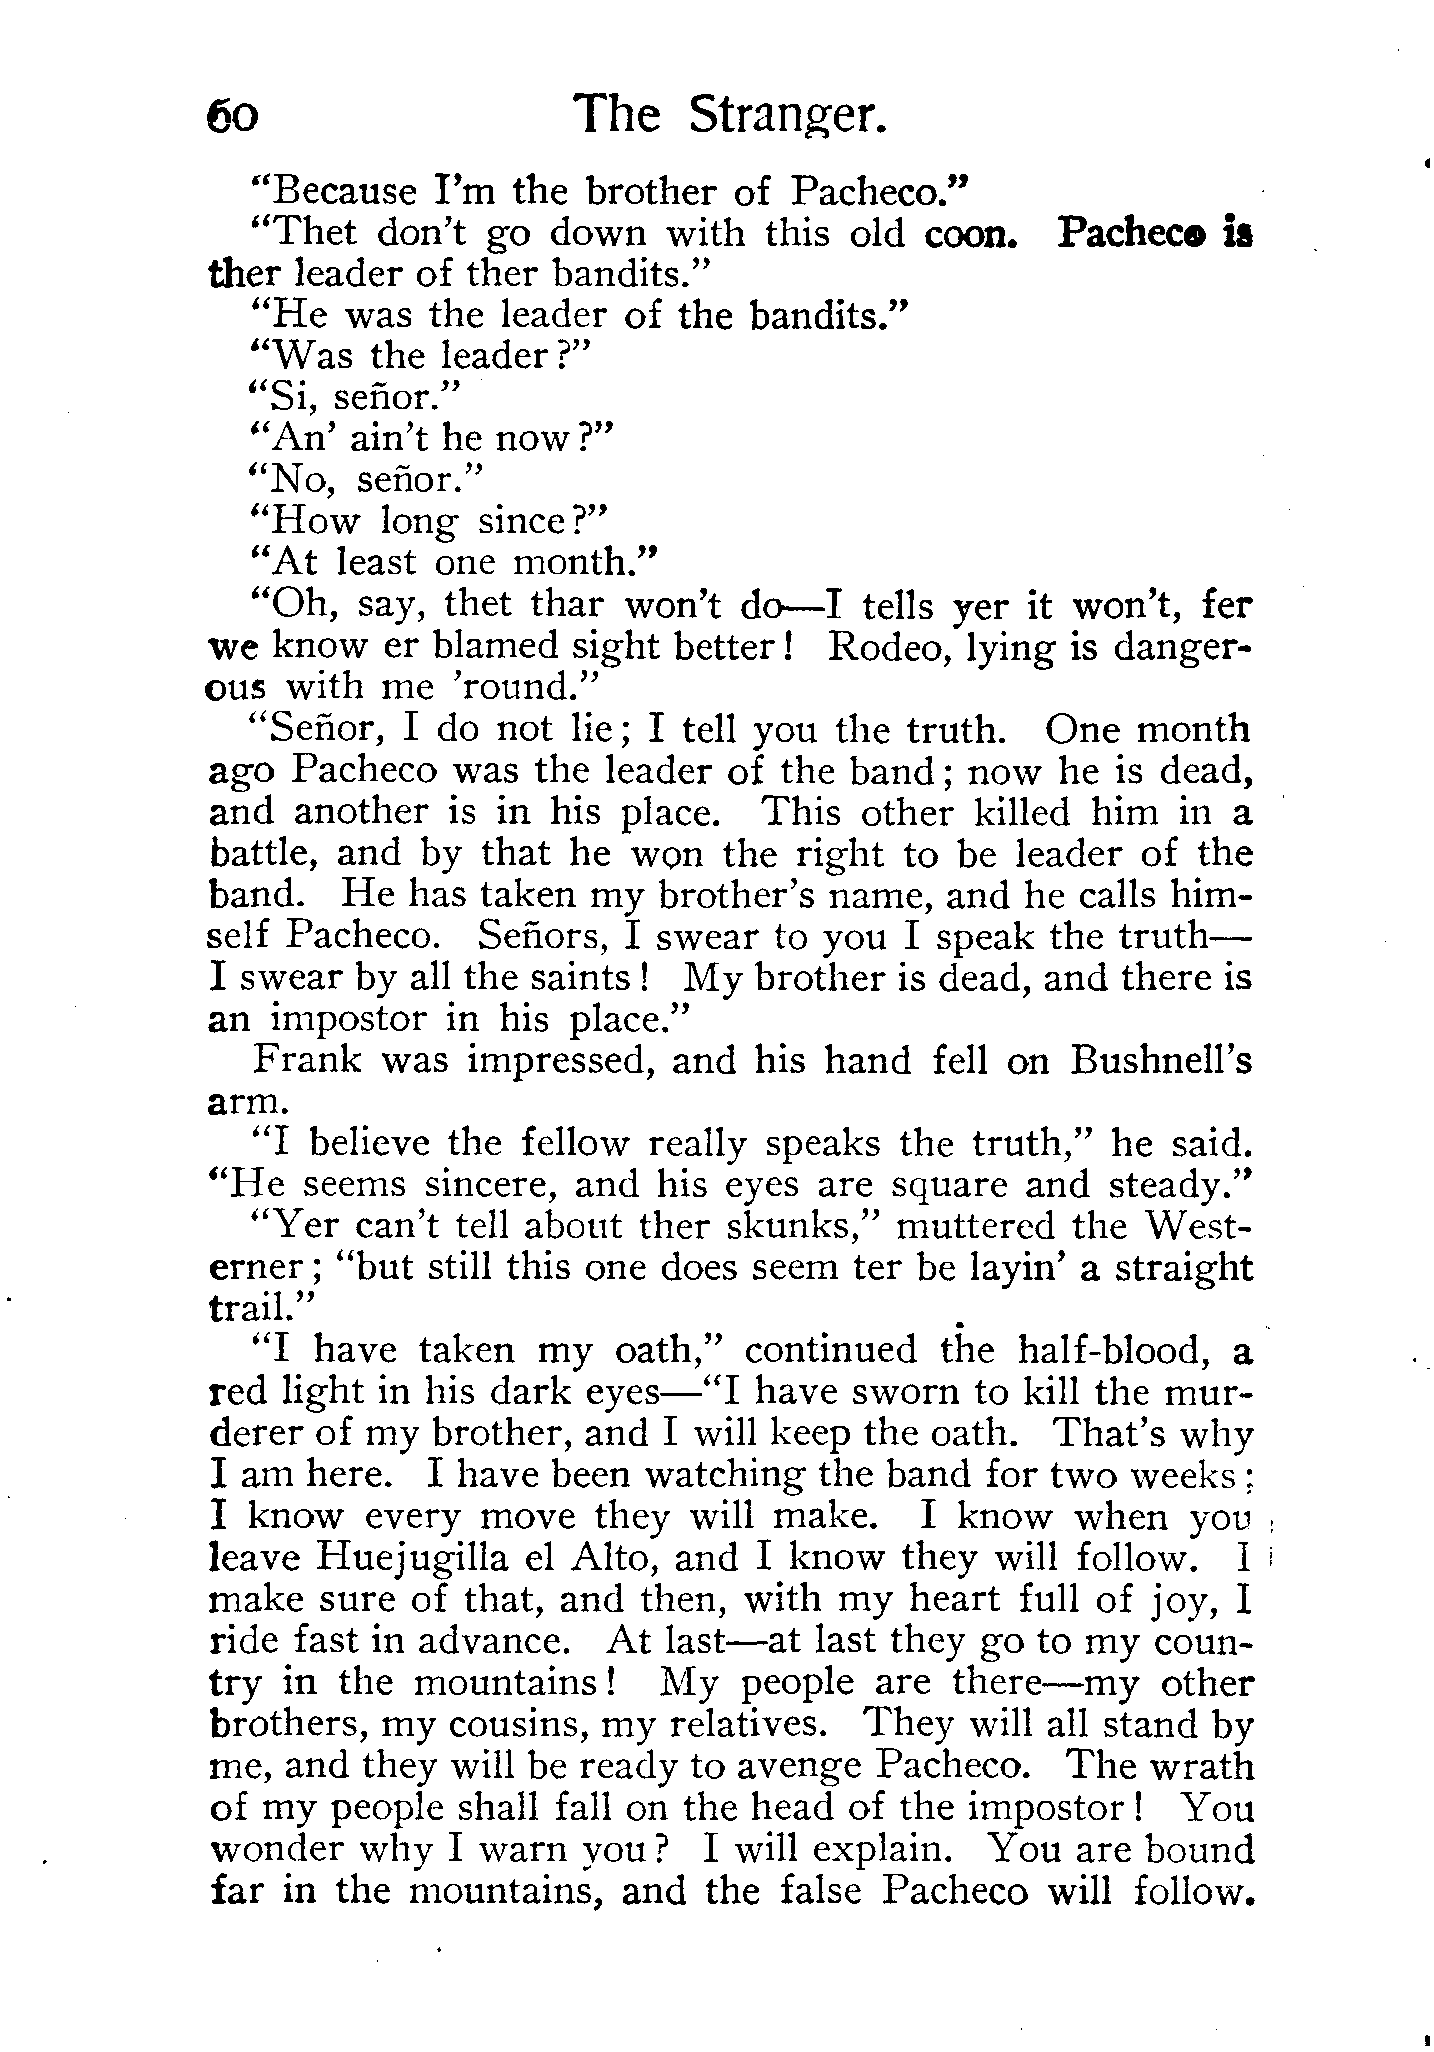 60 The Stranger.
"Because I'm the brother of Pacheco."
"Thet don't go down with this old coon. Pacheco is
ther leader of ther bandits."
"He was the leader of the bandits."
"Was the leader?"
"Si, señor."
"An' ain't he now?"
"No, señor."
"How long since?"
"At least one month."
"Oh, say, thet thar won't do—I tells yer it won't, fer
we know er blamed sight better! Rodeo, lying is danger-
ous with me 'round."
"Señor, I do not lie; I tell you the truth. One month
ago Pacheco was the leader of the band; now he is dead,
and another is in his place. This other killed him in a
battle, and by that he won the right to be leader of the
band. He has taken my brother's name, and he calls him-
self Pacheco. Señors, I swear to you I speak the truth—
I swear by all the saints! My brother is dead, and there is
an impostor in his place."
Frank was impressed, and his hand fell on Bushnell's
arm.
"I believe the fellow really speaks the truth," he said.
"He seems sincere, and his eyes are square and steady."
"Yer can't tell about ther skunks," muttered the West-
erner; "but still this one does seem ter be layin' a straight
trail."
"I have taken my oath," continued the half-blood, a
red light in his dark eyes—"I have sworn to kill the mur-
derer of my brother, and I will keep the oath. That's why
I am here. I have been watching the band for two weeks;
I know every move they will make. I know when you
leave Huejugilla el Alto, and I know they will follow. I
make sure of that, and then, with my heart full of joy, I
ride fast in advance. At last—at last they go to my coun-
try in the mountains! My people are there—my other
brothers, my cousins, my relatives. They will all stand by
me, and they will be ready to avenge Pacheco. The wrath
of my people shall fall on the head of the impostor! You
wonder why I warn you? I will explain. You are bound
far in the mountains, and the false Pacheco will follow.